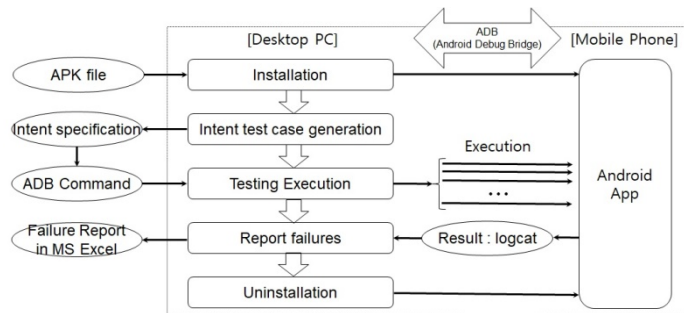 [Desktop PC]
ADB
(Android Debug Bridge)
[Mobile Phone]
APK file
Installation
Intent specification
Intent test case generation
Execution
ADB Command
Testing Execution
...
Android
App
Failure Report
in MS Excel
Report failures
Result : logcat
Uninstallation